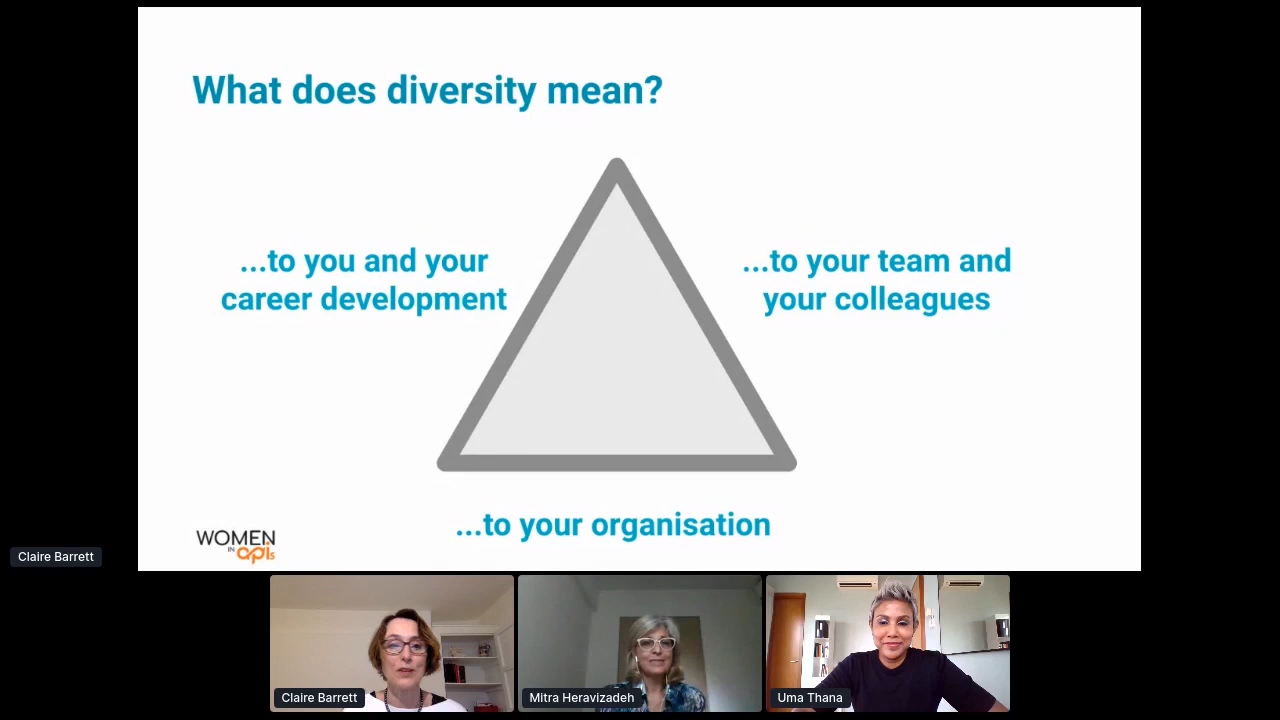 What does diversity mean?
...to you and your
career development
...to your team and
your colleagues
...to your organisation
WOMEN
IN apis
Claire Barrett
Claire Barrett
Mitra Heravizadeh
Uma Thana